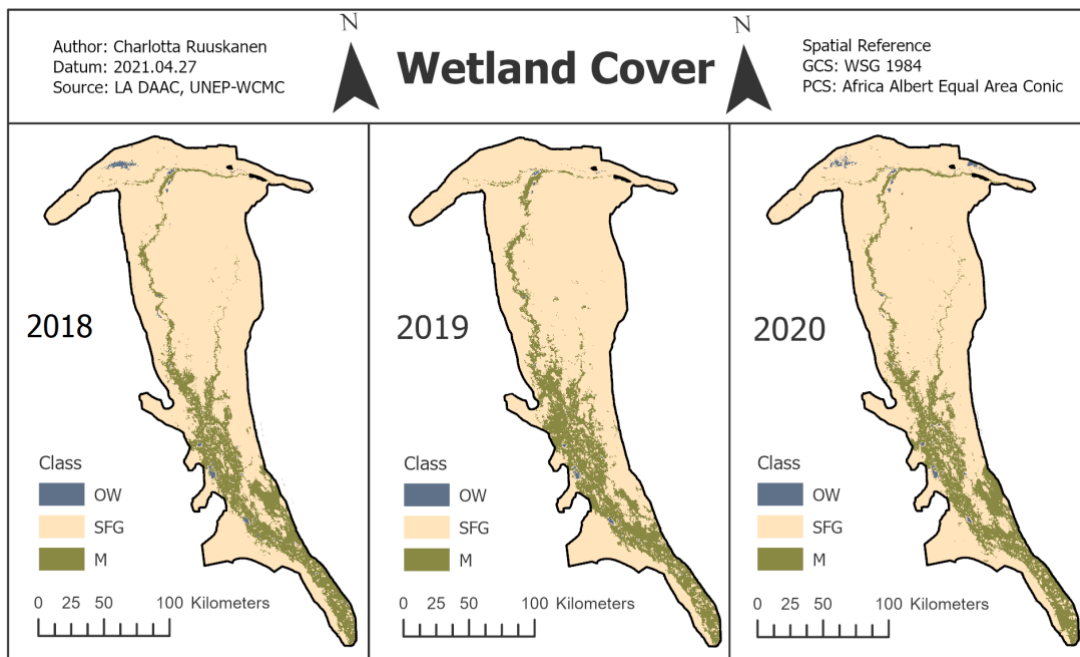 Author: Charlotta Ruuskanen
Datum: 2021.04.27
Source: LA DAAC, UNEP-WCMC
N
Wetland Cover
N
Spatial Reference
GCS: WSG 1984
PCS: Africa Albert Equal Area Conic
2018
Class
OW
SFG
M
0 25 50 100 Kilometers
2019
Class
OW
SFG
M
0 25 50 100 Kilometers
2020
Class
OW
SFG
M
0 25 50 100 Kilometers